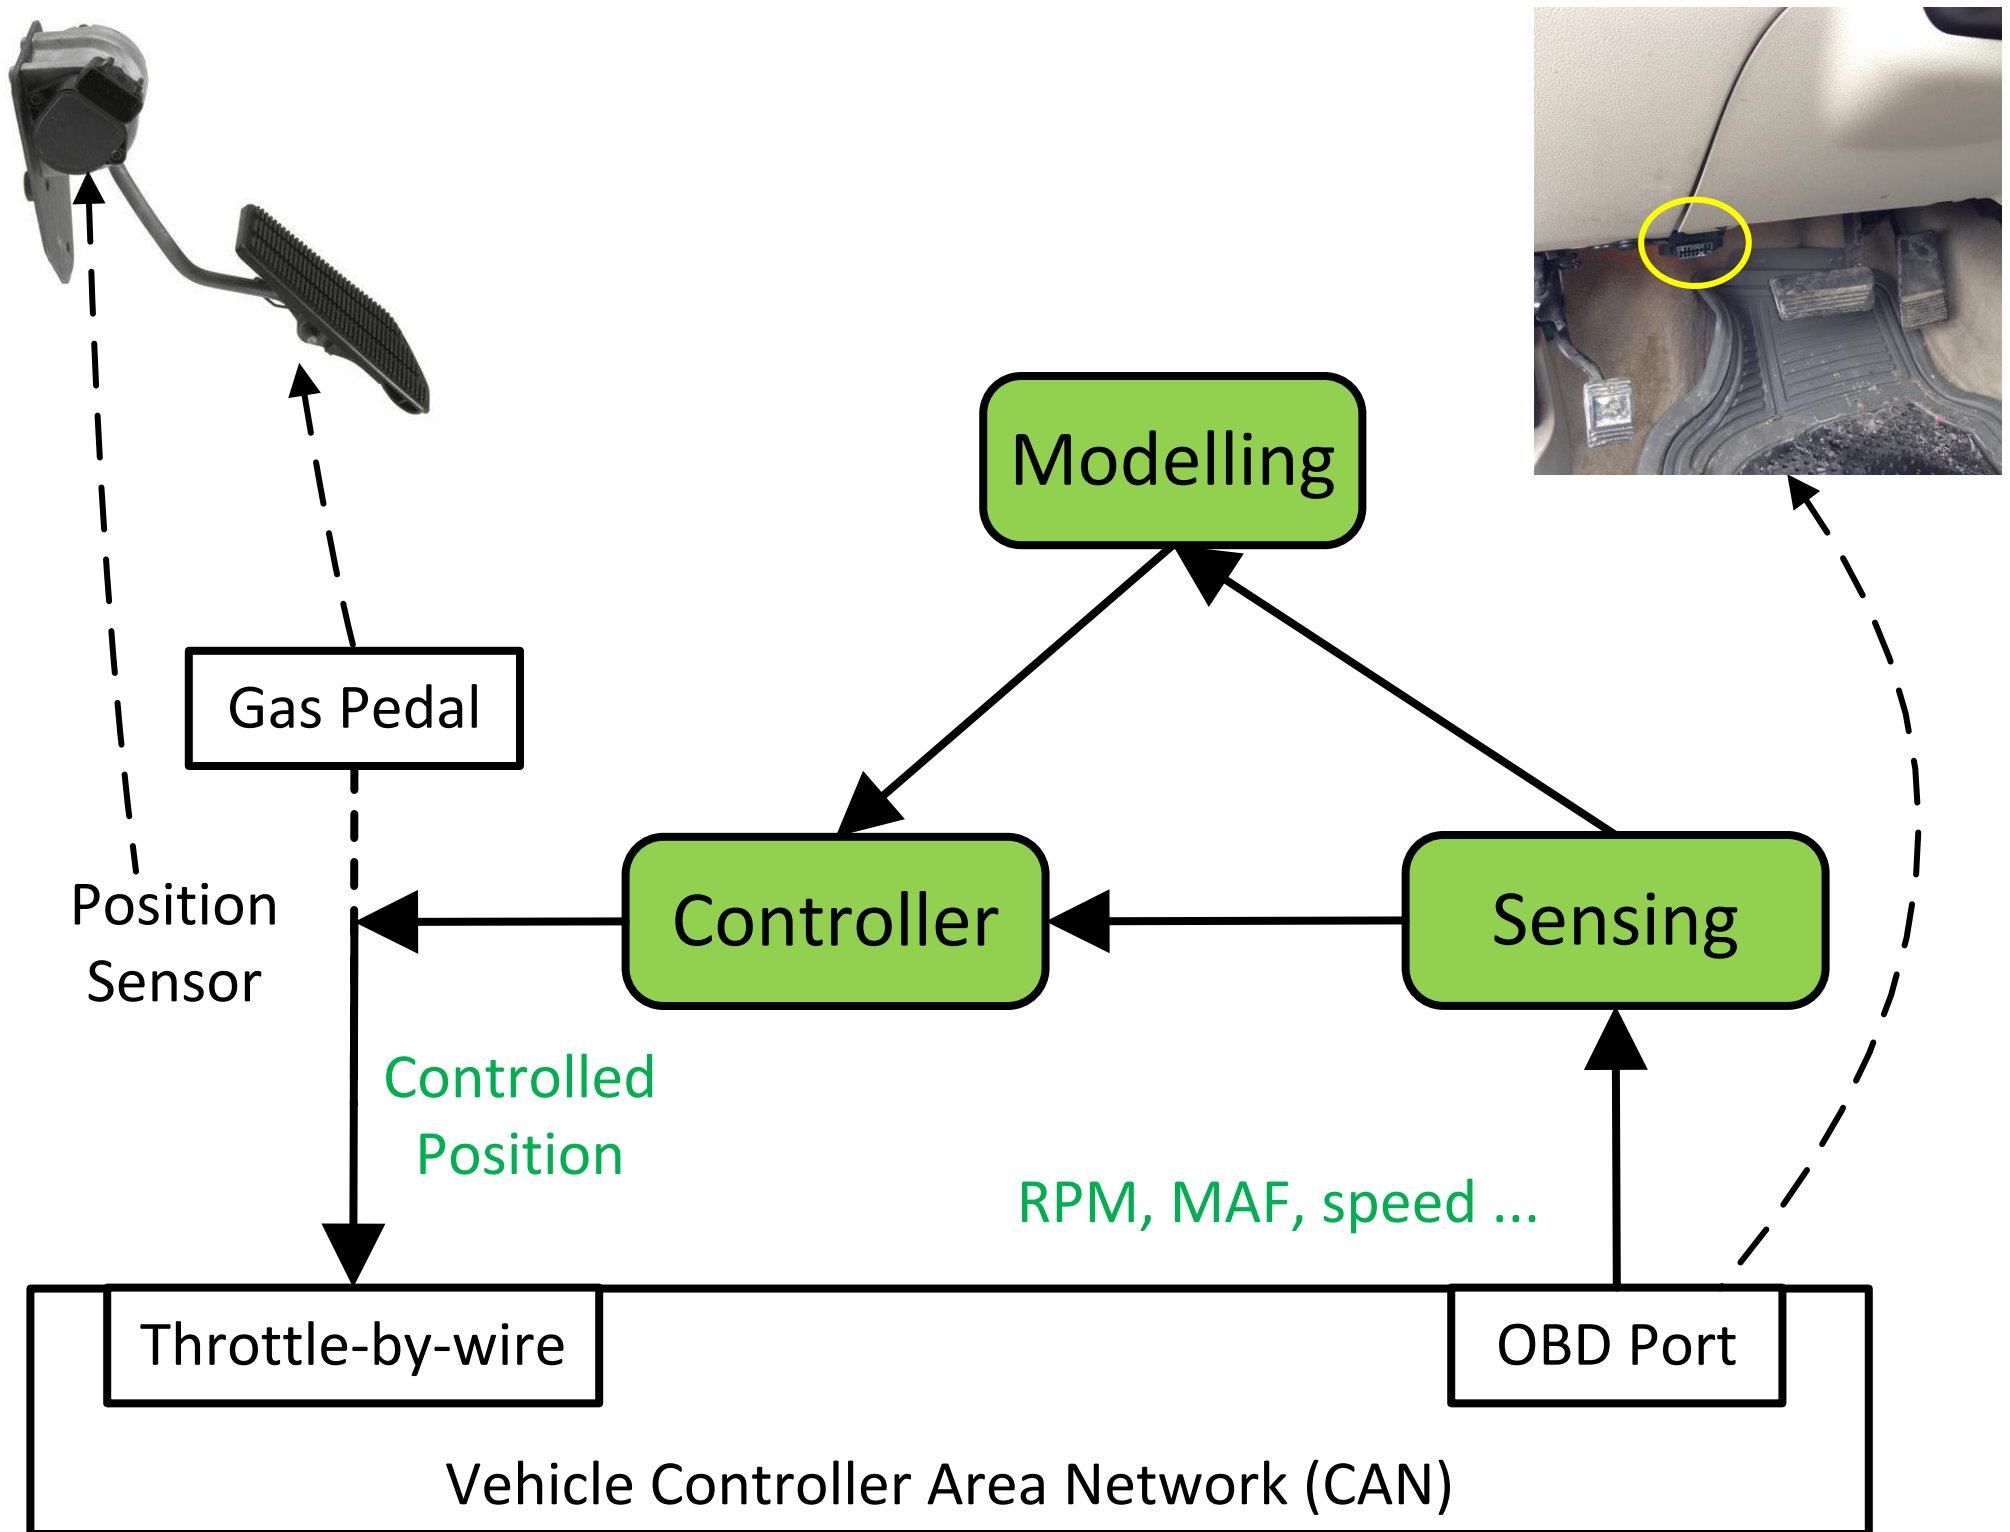 Modelling
Gas Pedal
Position
Sensor
Controller
Sensing
Controlled
Position
RPM, MAF, speed ...
Throttle-by-wire
OBD Port
Vehicle Controller Area Network (CAN)